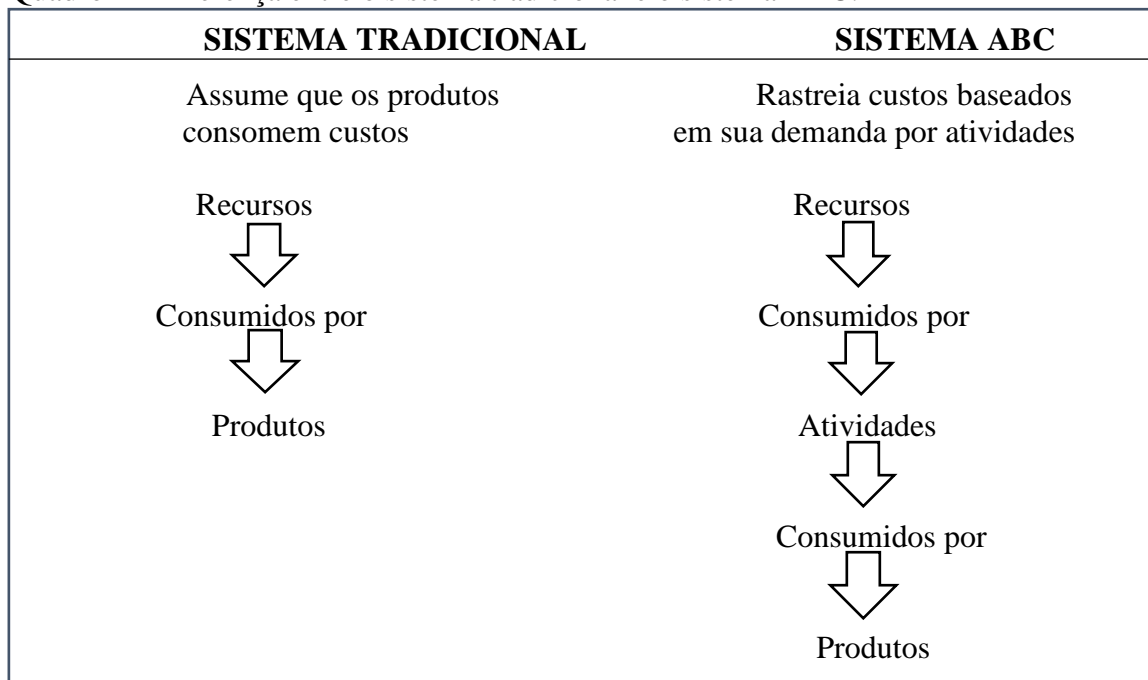 SISTEMA TRADICIONAL SISTEMA ABC
Assume que os produtos
consomem custos
Rastreia custos baseados
em sua demanda por atividades
Recursos
Consumidos por
Produtos
Recursos
Consumidos por
Atividades
Consumidos por
Produtos